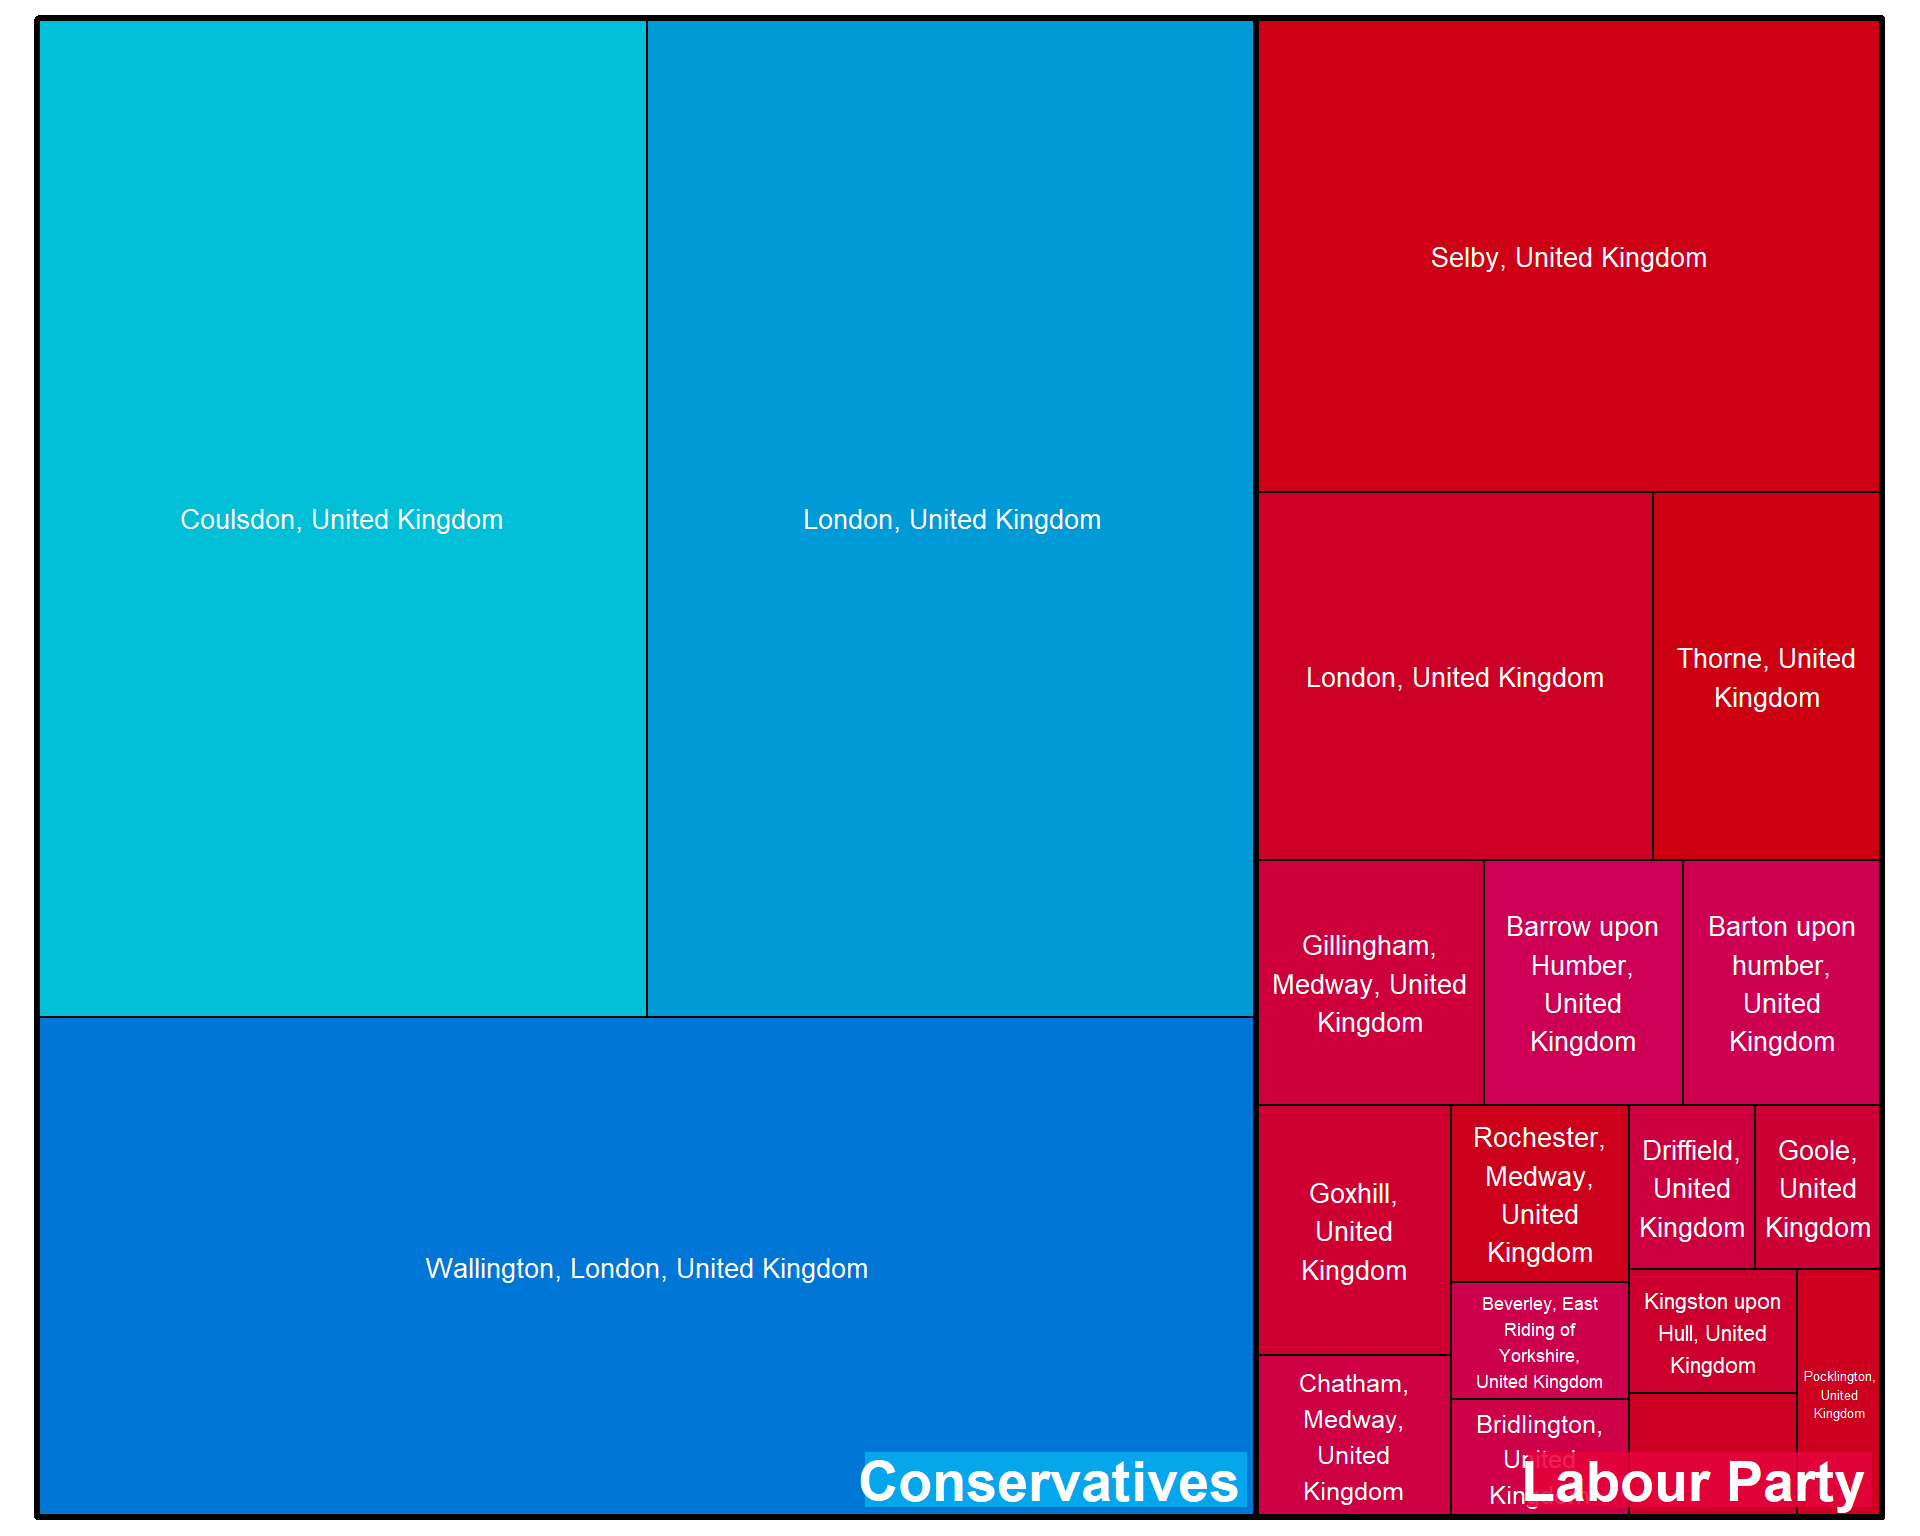 Coulsdon, United Kingdom
London, United Kingdom
Wallington, London, United Kingdom
Conservatives
Selby, United Kingdom
London, United Kingdom
Thorne, United
Kingdom
Gillingham,
Medway, United
Kingdom
Barrow upon
Humber,
United
Kingdom
Barton upon
humber,
United
Kingdom
Goxhill,
United
Kingdom
Rochester,
Medway,
United
Kingdom
Driffield,
United
Kingdom
Goole,
United
Kingdom
Beverley, East
Riding of
Yorkshire,
United Kingdom
Kingston upon
Hull, United
Kingdom
Pocklington,
United
Kingdom
Chatham,
Medway,
United
Kingdom
Bridlington,
United
Kingdom
Labour Party